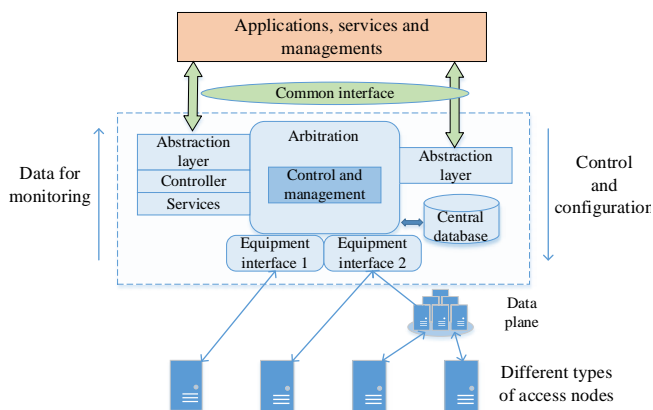 Applications, services and
managements
Common interface
Arbitration
Abstraction
layer
Controller
Services
Control and
management
Abstraction
layer
Central
database
Data for
monitoring
Control
and
configuration
Equipment
interface 1
Equipment
interface 2
Data
plane
Different types
of access nodes